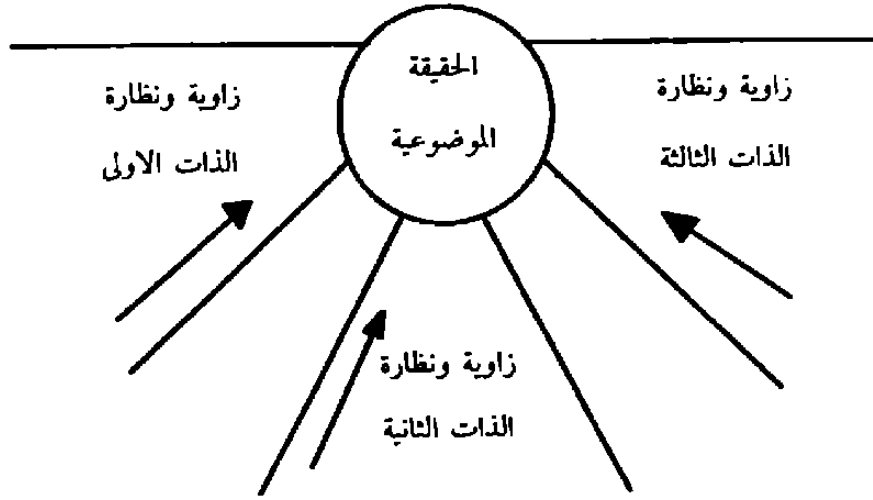 الحقيقة
الموضوعية
زاوية ونظارة
الذات الثالثة
زاوية ونظارة
الذات الاولى
زاوية ونظارة
الذات الثانية